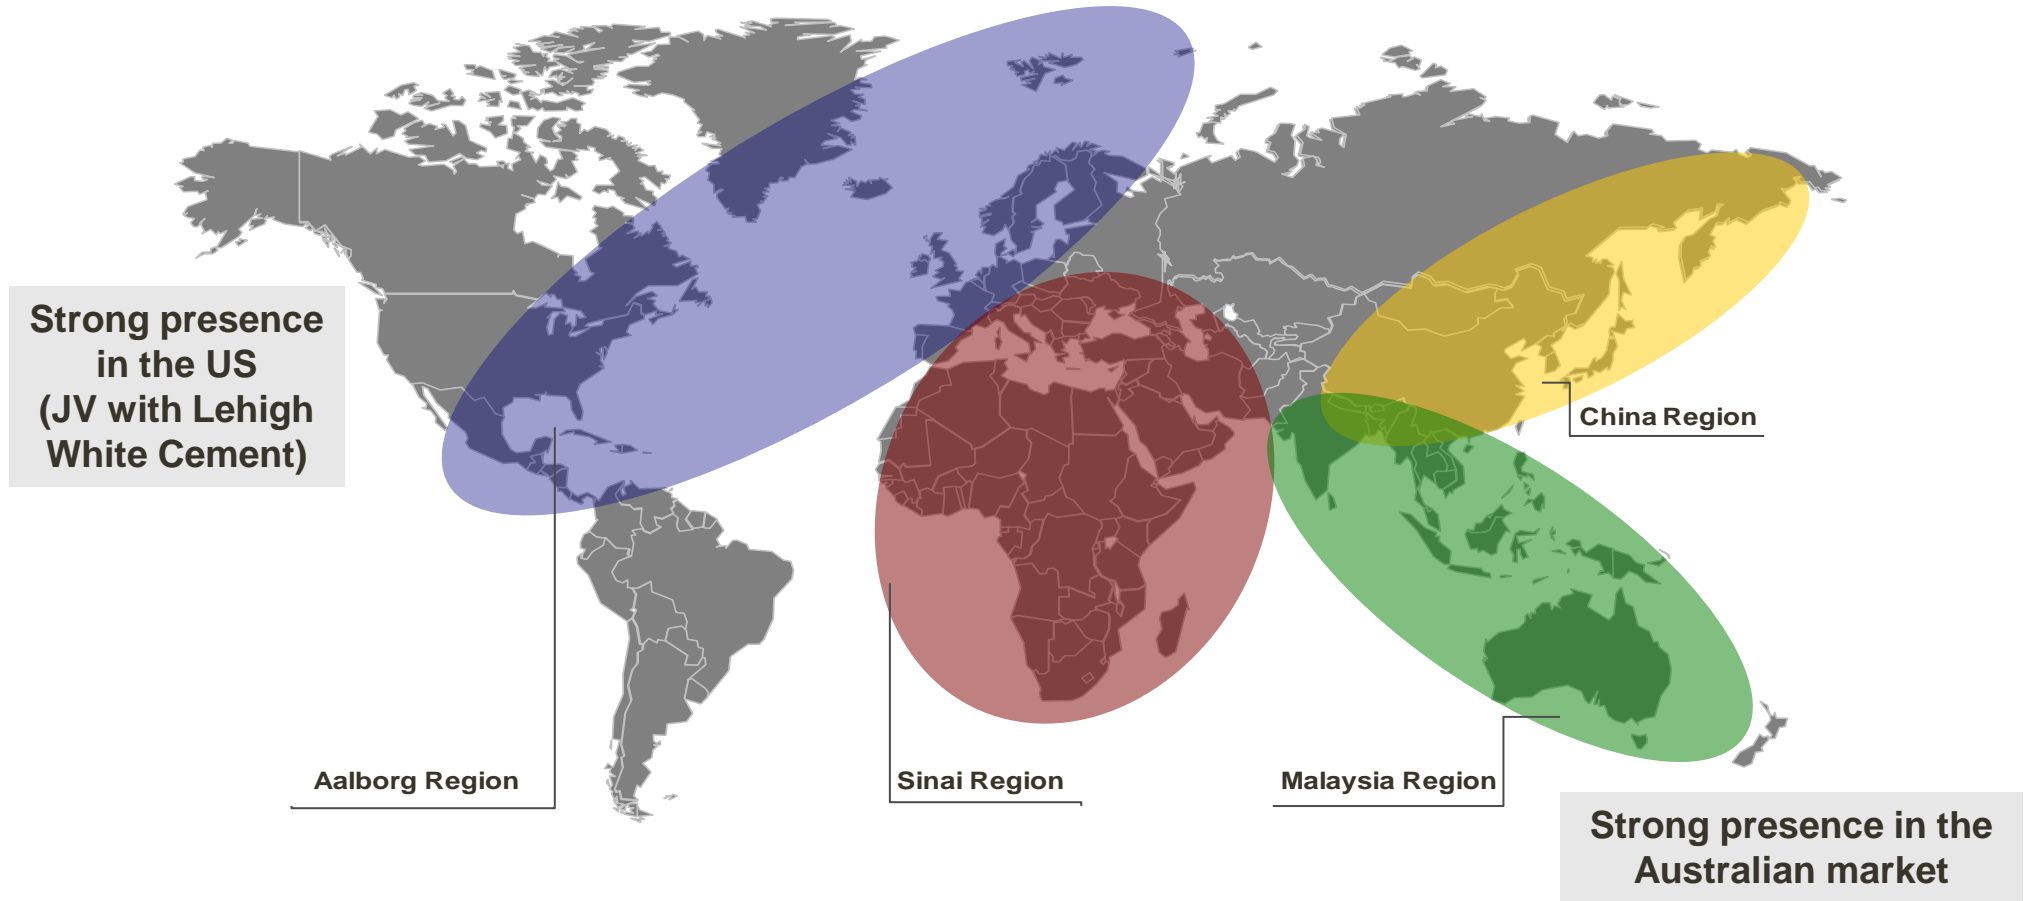 Strong presence
in the US
(JV with Lehigh
White Cement)
China Region
Aalborg Region
Sinai Region
Malaysia Region
Strong presence in the
Australian market